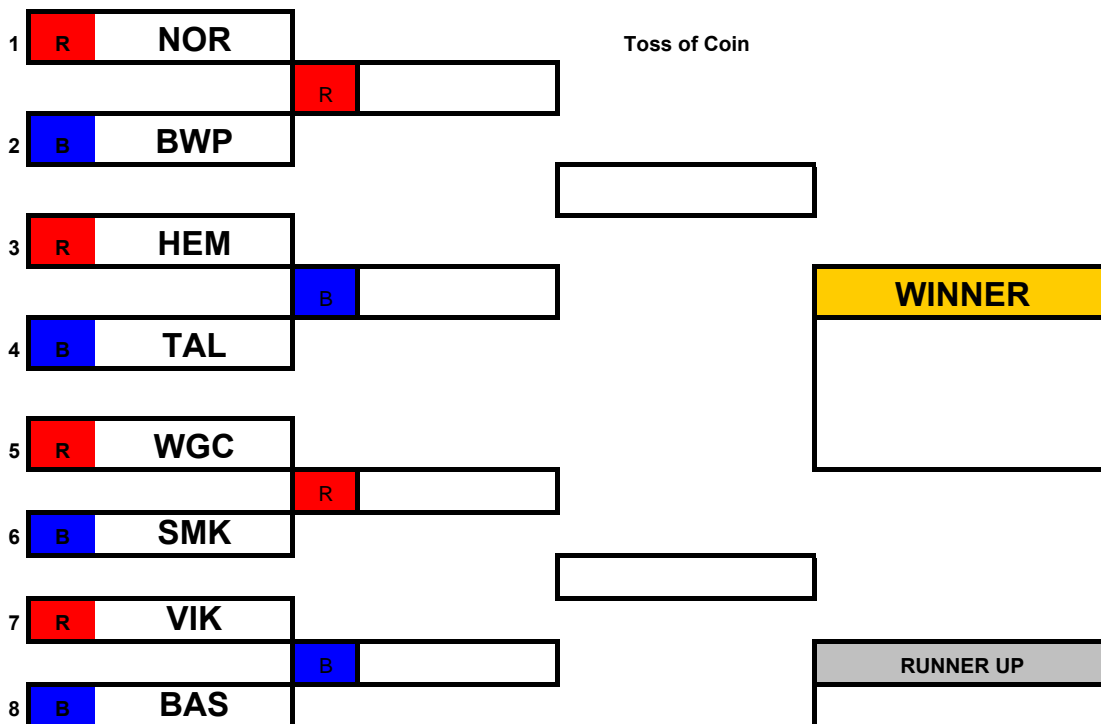 1 R NOR Toss of Coin
R
2 B BWP
3 R HEM
B WINNER
4 B TAL
5 R WGC
R
6 B SMK
7 R VIK
B RUNNER UP
8 B BAS